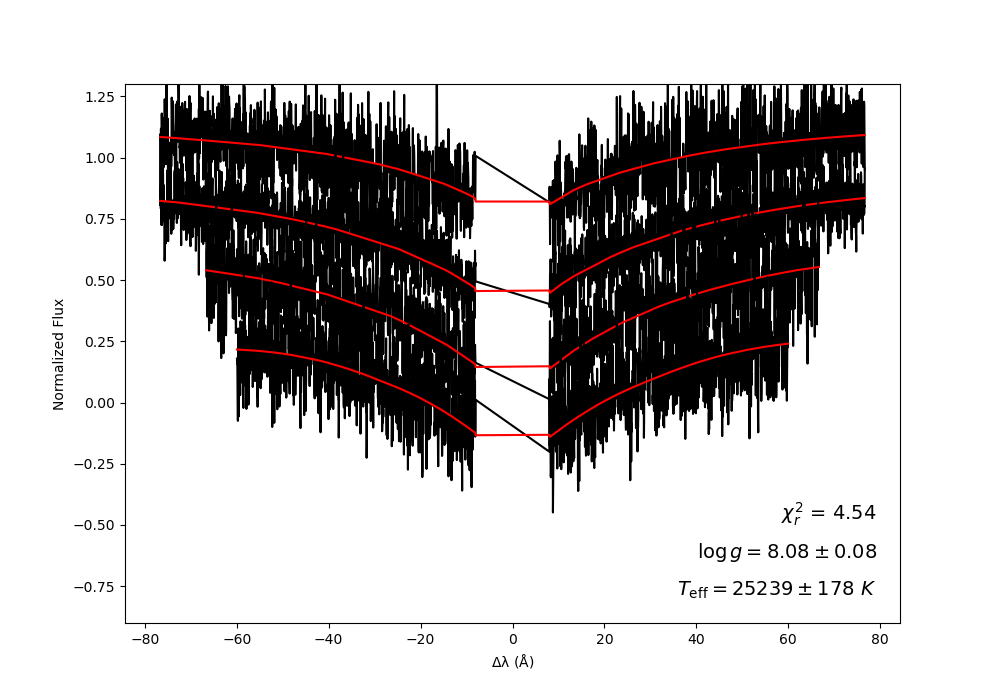 1.25
1.00
0.75
0.50
0.25
0.00
−0.25
−0.50
−0.75
Normalized Flux
χ²ᵣ = 4.54
log g = 8.08 ± 0.08
T_eff = 25239 ± 178 K
−80 −60 −40 −20 0 20 40 60 80
Δλ (Å)